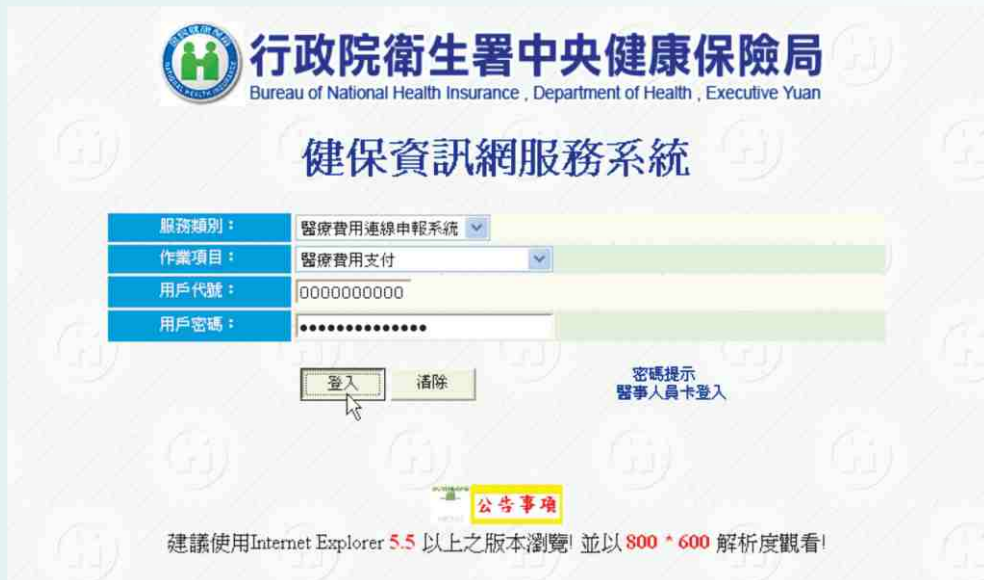 行政院衛生署中央健康保險局
Bureau of National Health Insurance , Department of Health , Executive Yuan
健保資訊網服務系統
服務類別：
醫療費用連線申報系統
作業項目：
醫療費用支付
用戶代號：
0000000000
用戶密碼：
••••••••••••••
登入
清除
密碼提示
醫事人員卡登入
公告事項
建議使用Internet Explorer 5.5 以上之版本瀏覽! 並以 800 * 600 解析度觀看!